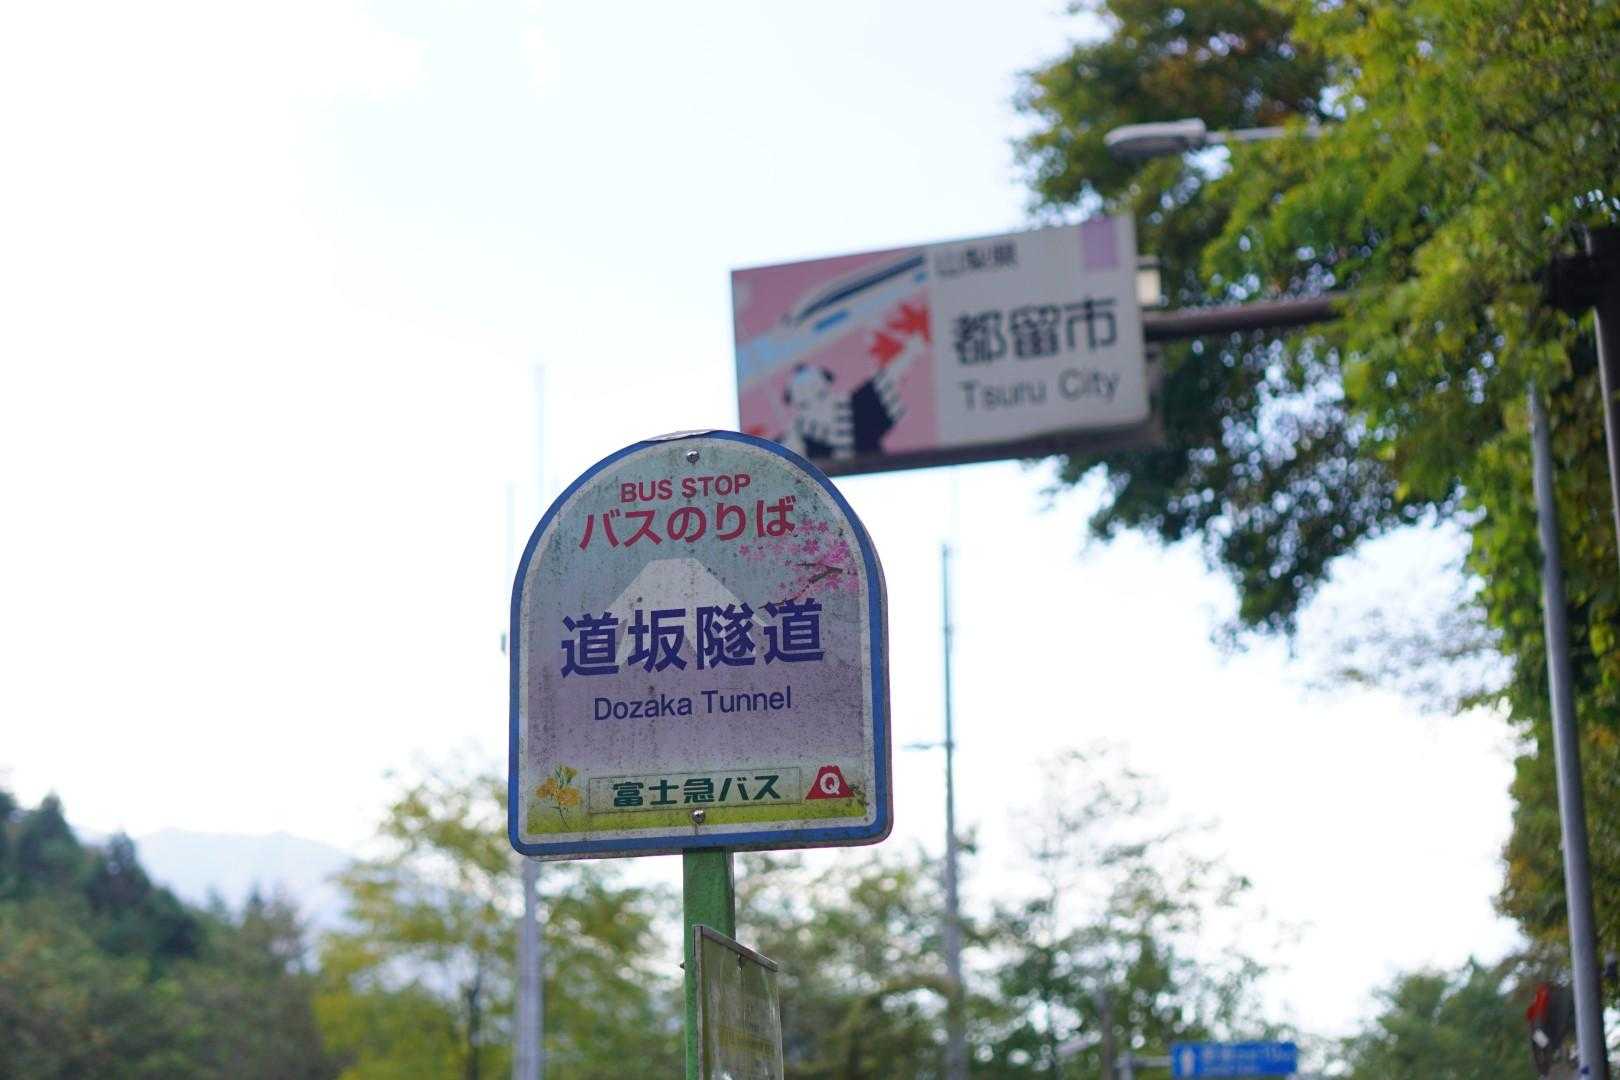 山梨県
都留市
Tsuru City
BUS STOP
バスのりば
道坂隧道
Dozaka Tunnel
富士急バス
Q